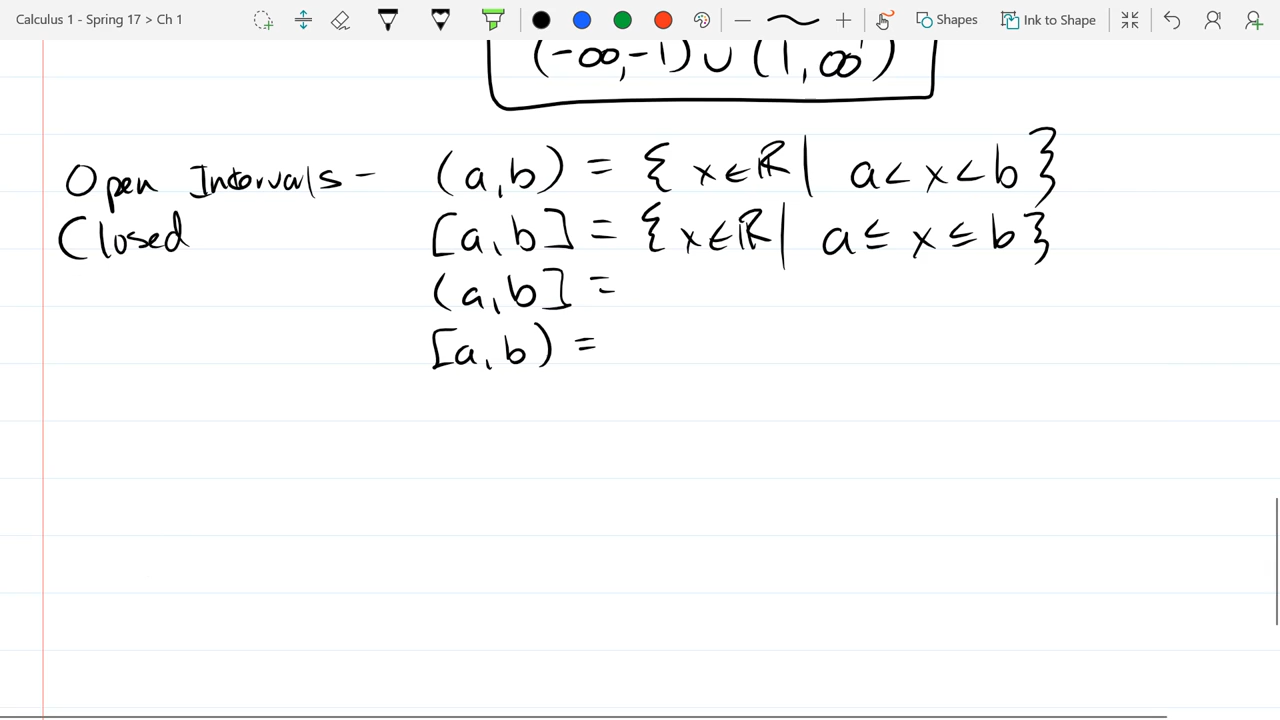 Calculus 1 - Spring 17 > Ch 1 Shapes Ink to Shape
(-∞,-1)∪(1,∞)
Open Intervals - (a,b) = { x∈ℝ | a<x<b}
Closed [a,b] = {x∈ℝ | a≤x≤b}
(a,b] =
[a,b) =